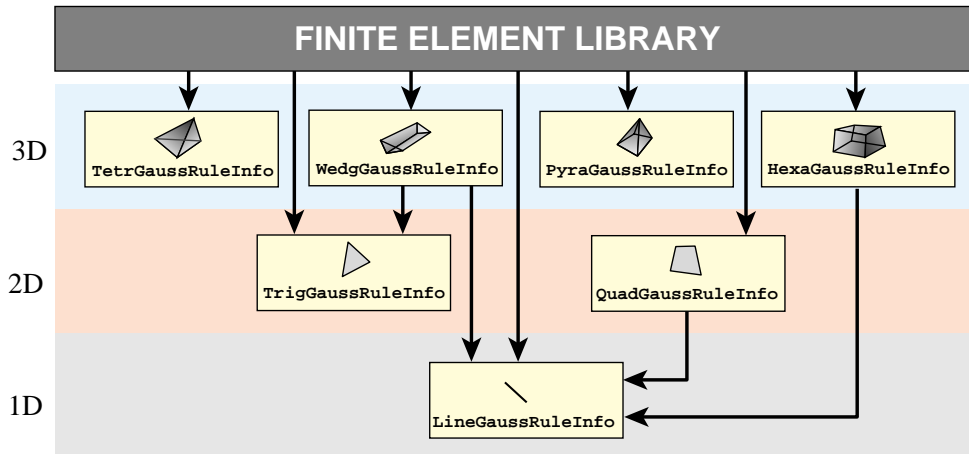 FINITE ELEMENT LIBRARY
3D
TetrGaussRuleInfo
WedgGaussRuleInfo
PyraGaussRuleInfo
HexaGaussRuleInfo
2D
TrigGaussRuleInfo
QuadGaussRuleInfo
1D
LineGaussRuleInfo